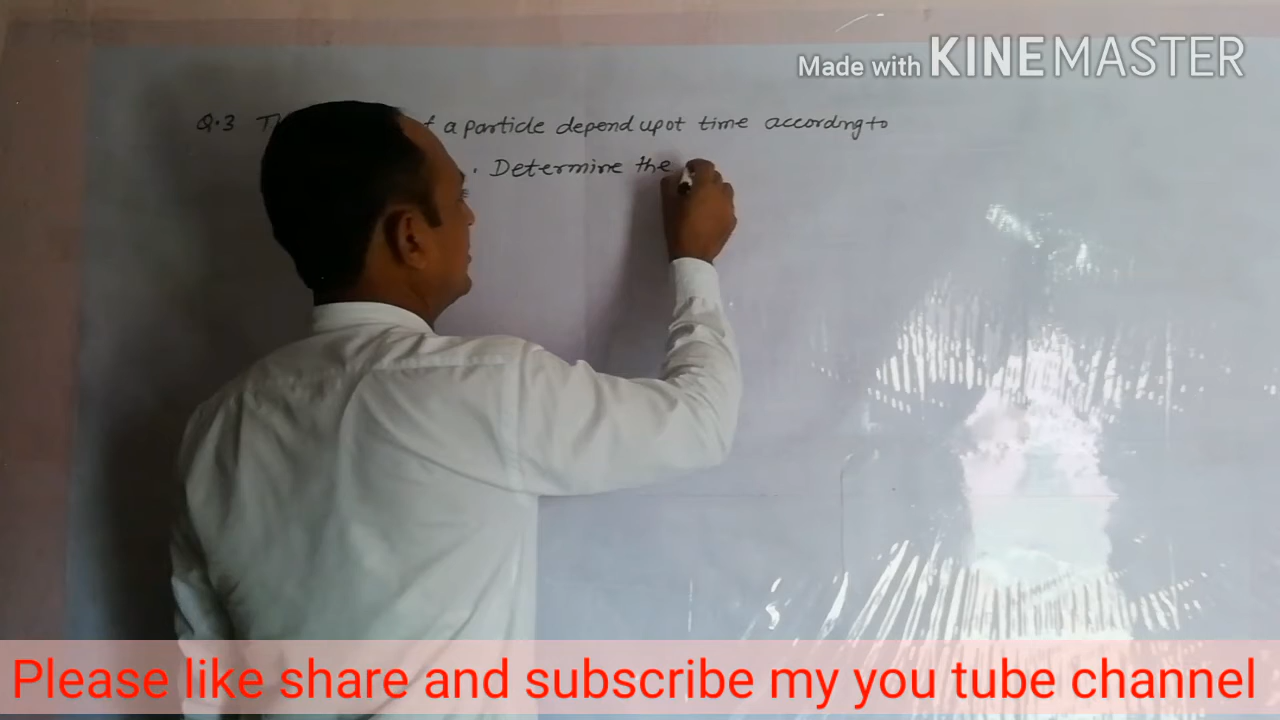 Made with KINEMASTER
Q.3 a particle depend upot time accordng to
. Determine the
Please like share and subscribe my you tube channel